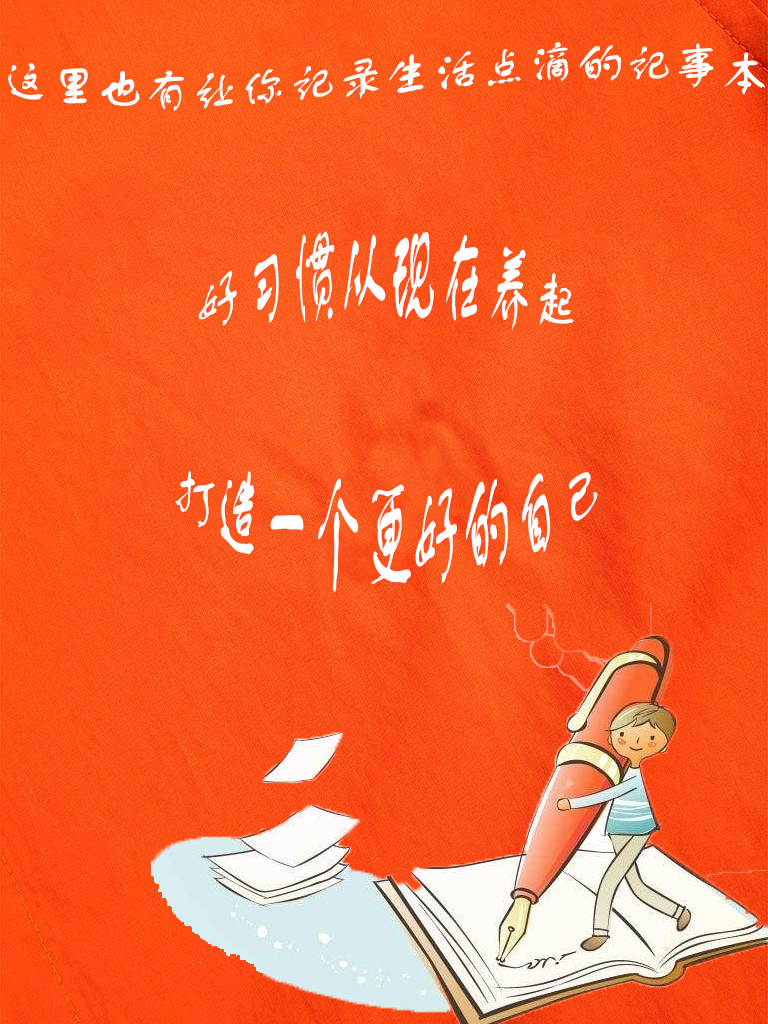 这里也有让你记录生活点滴的记事本
好习惯从现在养起
打造一个更好的自己